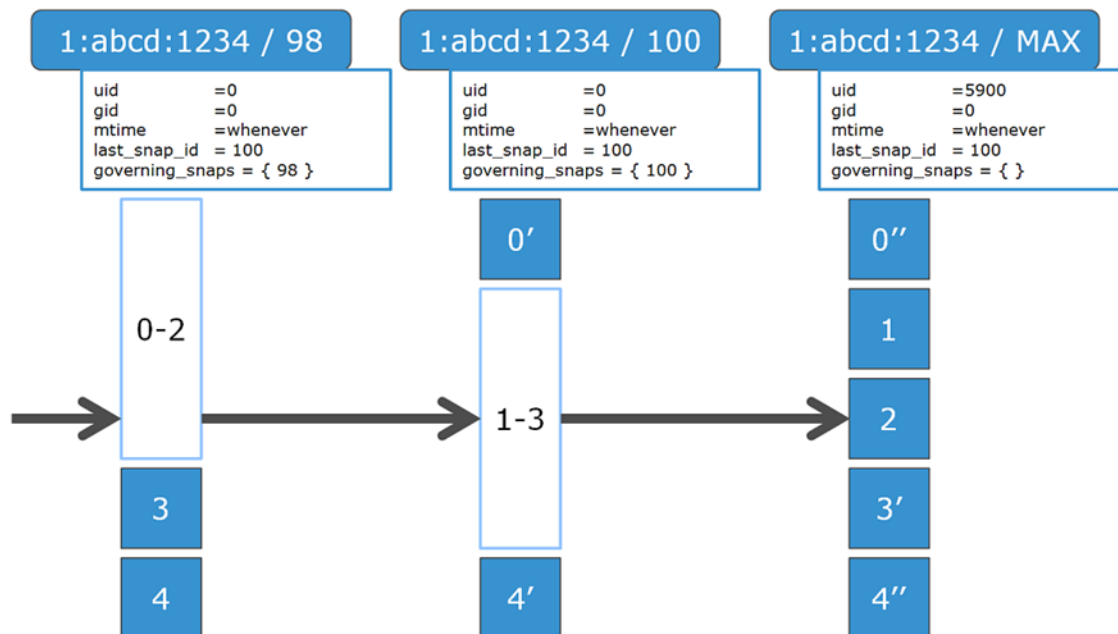 1:abcd:1234 / 98
uid =0
gid =0
mtime =whenever
last_snap_id = 100
governing_snaps = { 98 }
0-2
3
4
1:abcd:1234 / 100
uid =0
gid =0
mtime =whenever
last_snap_id = 100
governing_snaps = { 100 }
0′
1-3
4′
1:abcd:1234 / MAX
uid =5900
gid =0
mtime =whenever
last_snap_id = 100
governing_snaps = { }
0′′
1
2
3′
4′′